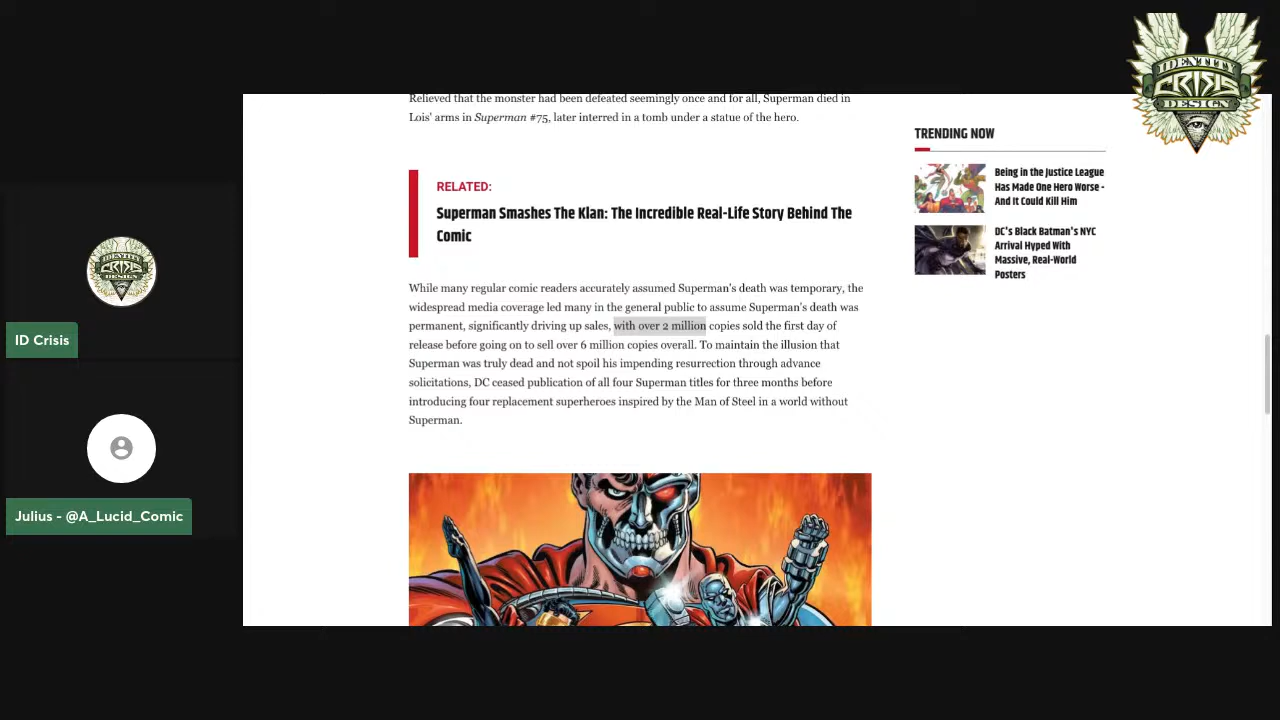 IDENTITY
CRISIS
DESIGN
Relieved that the monster had been defeated seemingly once and for all, Superman died in
Lois' arms in Superman #75, later interred in a tomb under a statue of the hero.
RELATED:
Superman Smashes The Klan: The Incredible Real-Life Story Behind The
Comic
While many regular comic readers accurately assumed Superman's death was temporary, the
widespread media coverage led many in the general public to assume Superman's death was
permanent, significantly driving up sales, with over 2 million copies sold the first day of
release before going on to sell over 6 million copies overall. To maintain the illusion that
Superman was truly dead and not spoil his impending resurrection through advance
solicitations, DC ceased publication of all four Superman titles for three months before
introducing four replacement superheroes inspired by the Man of Steel in a world without
Superman.
TRENDING NOW
Being in the Justice League
Has Made One Hero Worse -
And It Could Kill Him
DC's Black Batman's NYC
Arrival Hyped With
Massive, Real-World
Posters
IDENTITY
CRISIS
DESIGN
ID Crisis
Julius - @A_Lucid_Comic